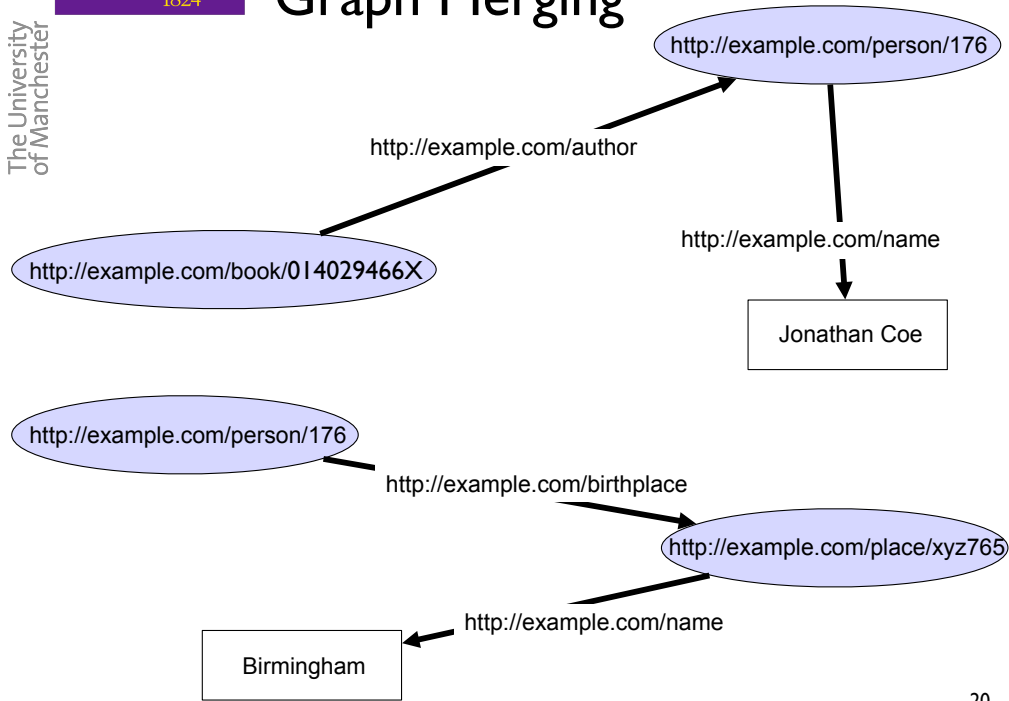 1824
Graph Merging
The University
of Manchester
http://example.com/person/176
http://example.com/author
http://example.com/name
http://example.com/book/014029466X
Jonathan Coe
http://example.com/person/176
http://example.com/birthplace
http://example.com/place/xyz765
http://example.com/name
Birmingham
20